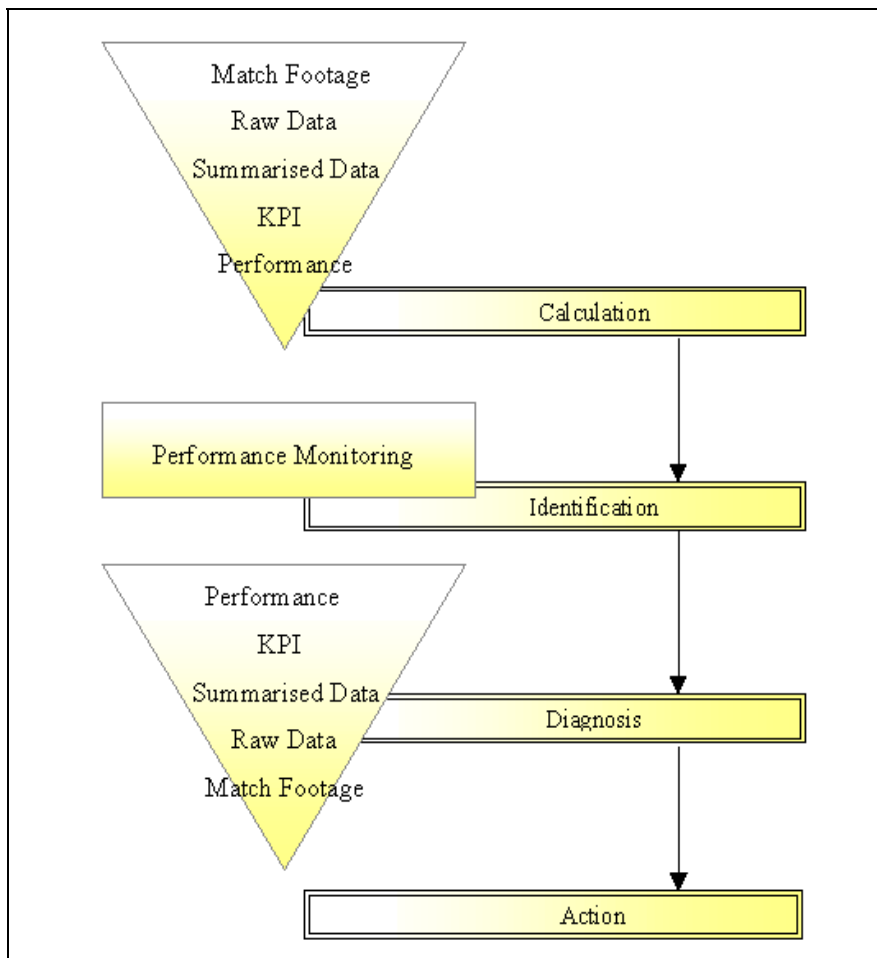 Match Footage
Raw Data
Summarised Data
KPI
Performance
Calculation
Performance Monitoring
Identification
Performance
KPI
Summarised Data
Diagnosis
Raw Data
Match Footage
Action